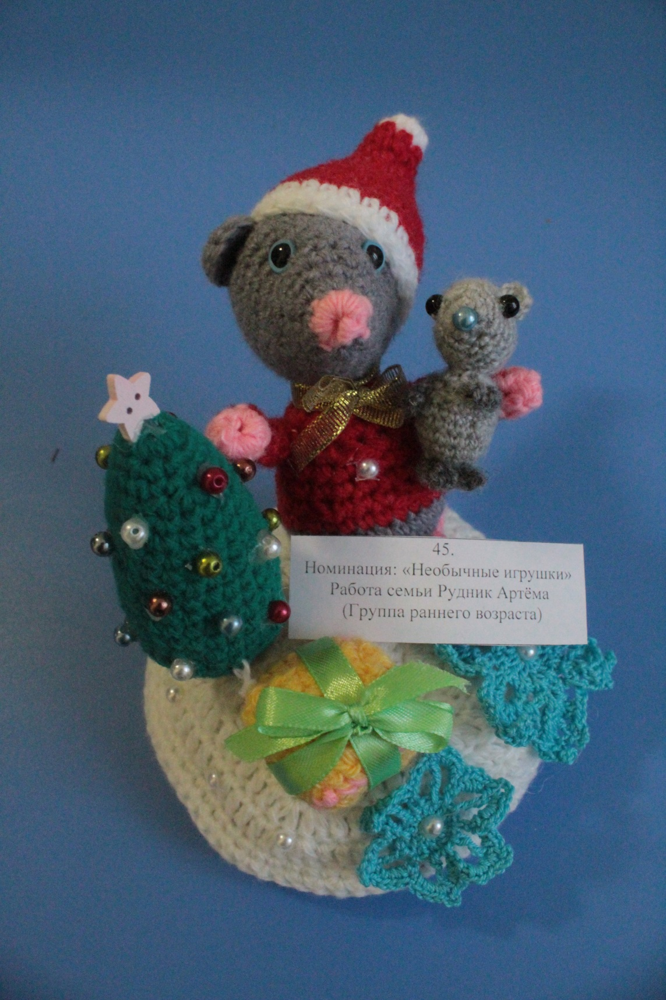 45.
Номинация: «Необычные игрушки»
Работа семьи Рудник Артёма
(Группа раннего возраста)